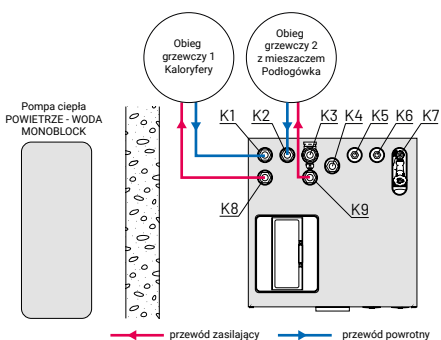 Obieg
grzewczy 1
Kaloryfery
Obieg
grzewczy 2
z mieszaczem
Podłogówka
Pompa ciepła
POWIETRZE - WODA
MONOBLOCK
K1
K2
K3
K4
K5
K6
K7
K8
K9
przewód zasilający
przewód powrotny